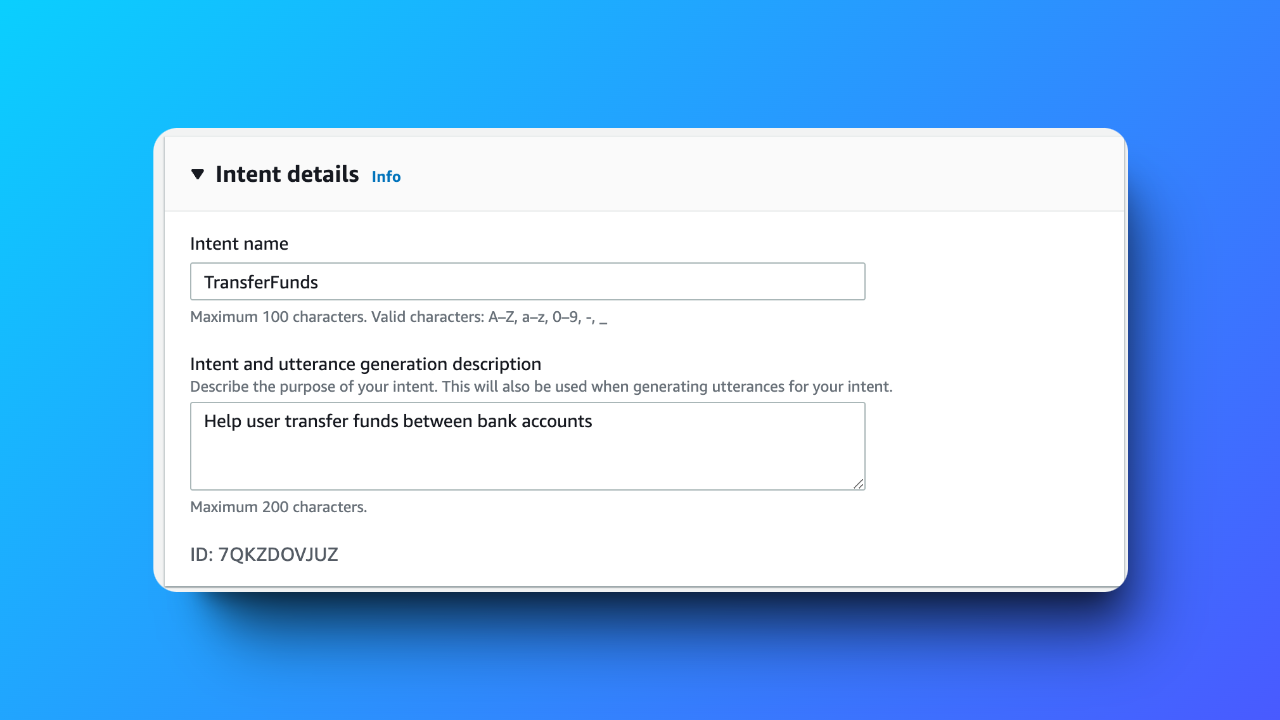 Intent details Info
Intent name
TransferFunds
Maximum 100 characters. Valid characters: A–Z, a–z, 0–9, -, _
Intent and utterance generation description
Describe the purpose of your intent. This will also be used when generating utterances for your intent.
Help user transfer funds between bank accounts
Maximum 200 characters.
ID: 7QKZDOVJUZ